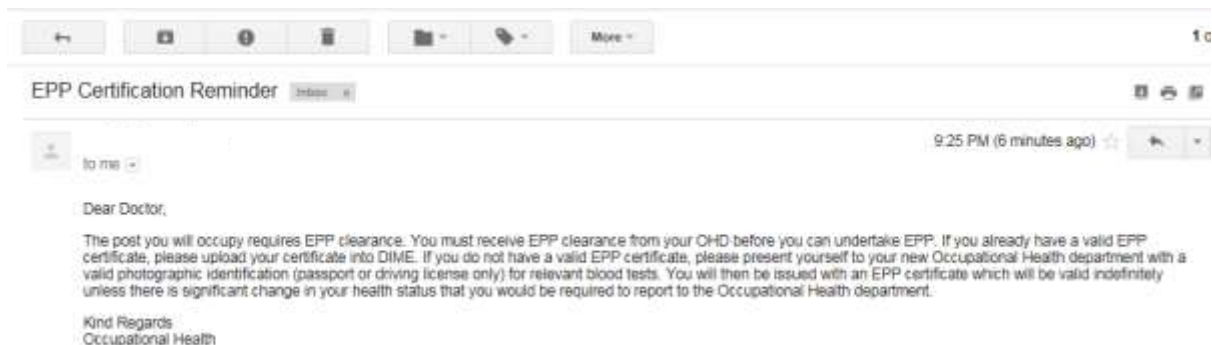 More
1 o
EPP Certification Reminder Inbox x
9:25 PM (6 minutes ago)
to me
Dear Doctor,
The post you will occupy requires EPP clearance. You must receive EPP clearance from your OHD before you can undertake EPP. If you already have a valid EPP
certificate, please upload your certificate into DIME. If you do not have a valid EPP certificate, please present yourself to your new Occupational Health department with a
valid photographic identification (passport or driving license only) for relevant blood tests. You will then be issued with an EPP certificate which will be valid indefinitely
unless there is significant change in your health status that you would be required to report to the Occupational Health department.
Kind Regards
Occupational Health